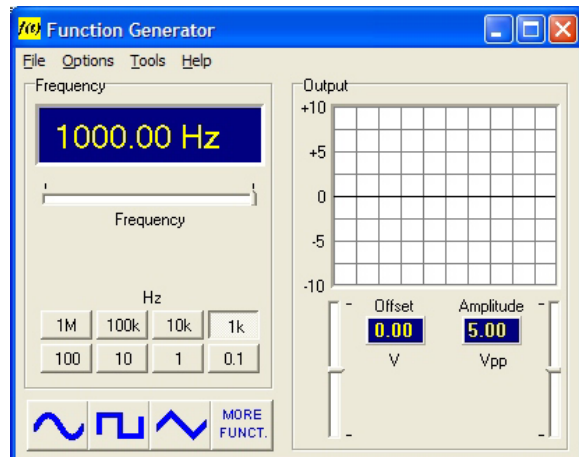 f(t) Function Generator
File Options Tools Help
Frequency
1000.00 Hz
Frequency
Hz
1M 100k 10k 1k
100 10 1 0.1
MORE
FUNCT.
Output
+10
+5
0
-5
-10
Offset Amplitude
0.00 5.00
V Vpp